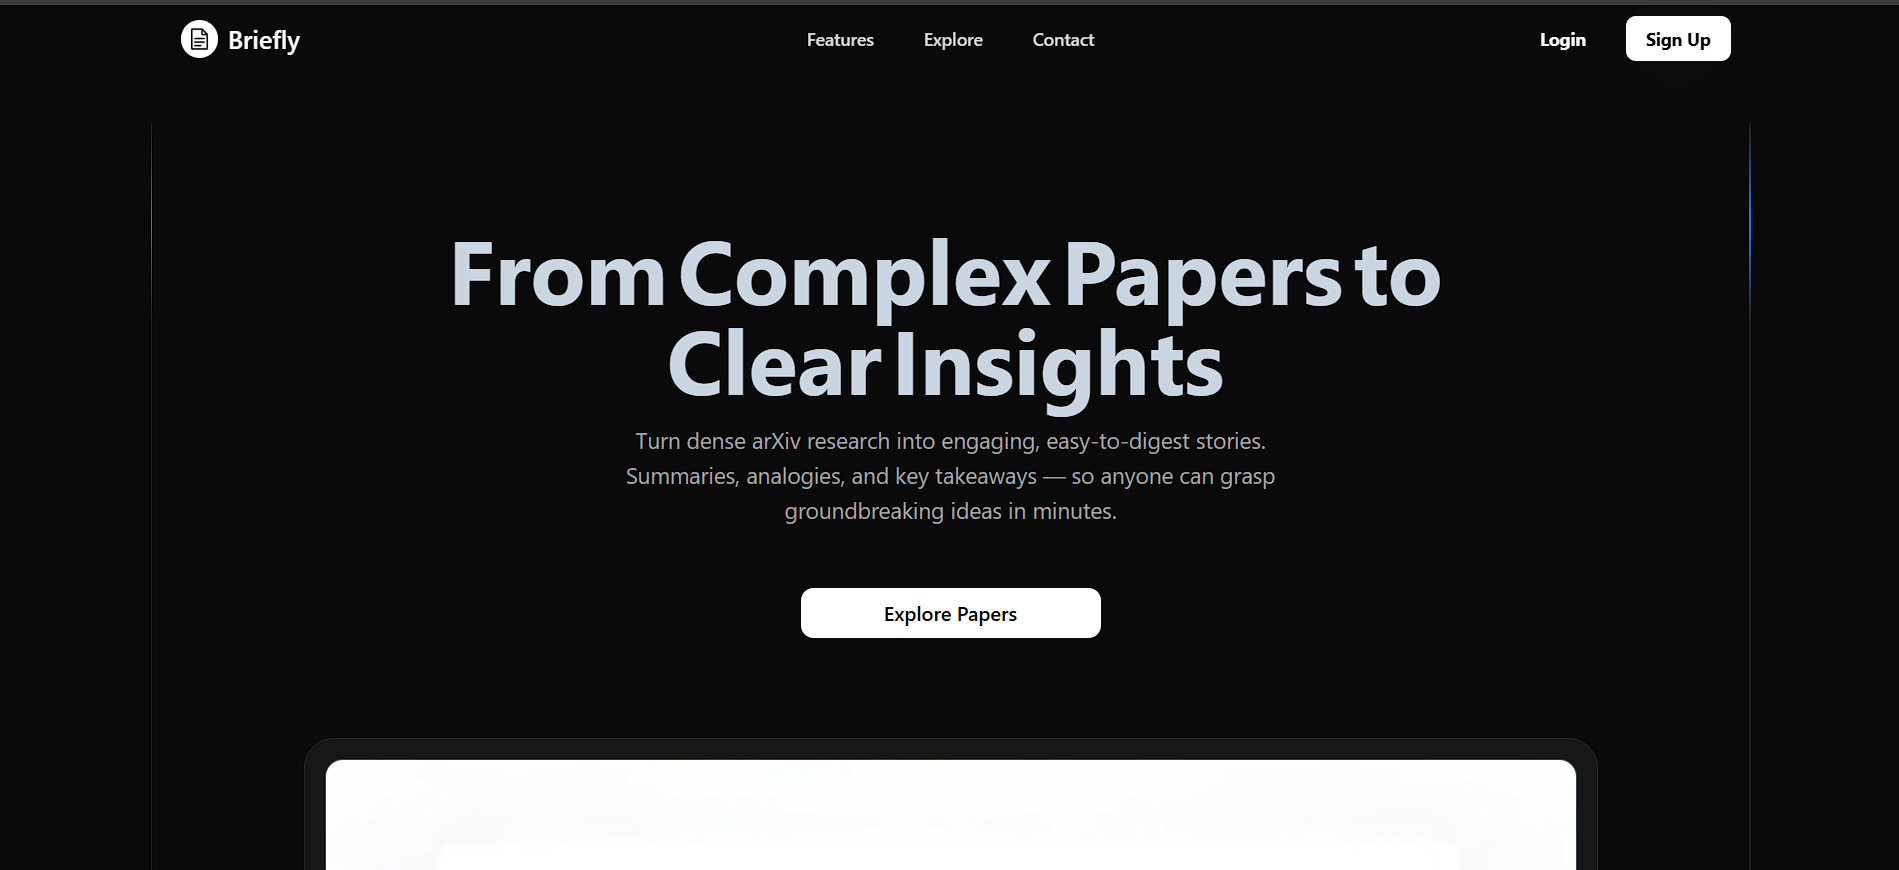 Briefly
Features
Explore
Contact
Login
Sign Up
From Complex Papers to
Clear Insights
Turn dense arXiv research into engaging, easy-to-digest stories.
Summaries, analogies, and key takeaways — so anyone can grasp
groundbreaking ideas in minutes.
Explore Papers